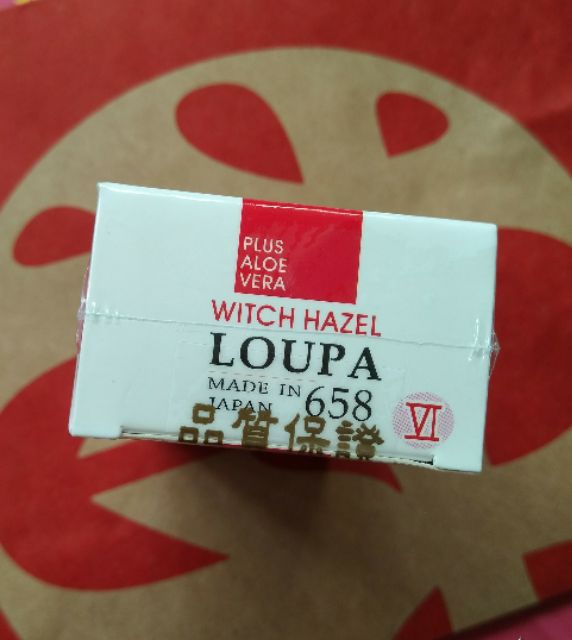 PLUS
ALOE
VERA
WITCH HAZEL
LOUPA
MADE IN
JAPAN 658
VI
品質保證